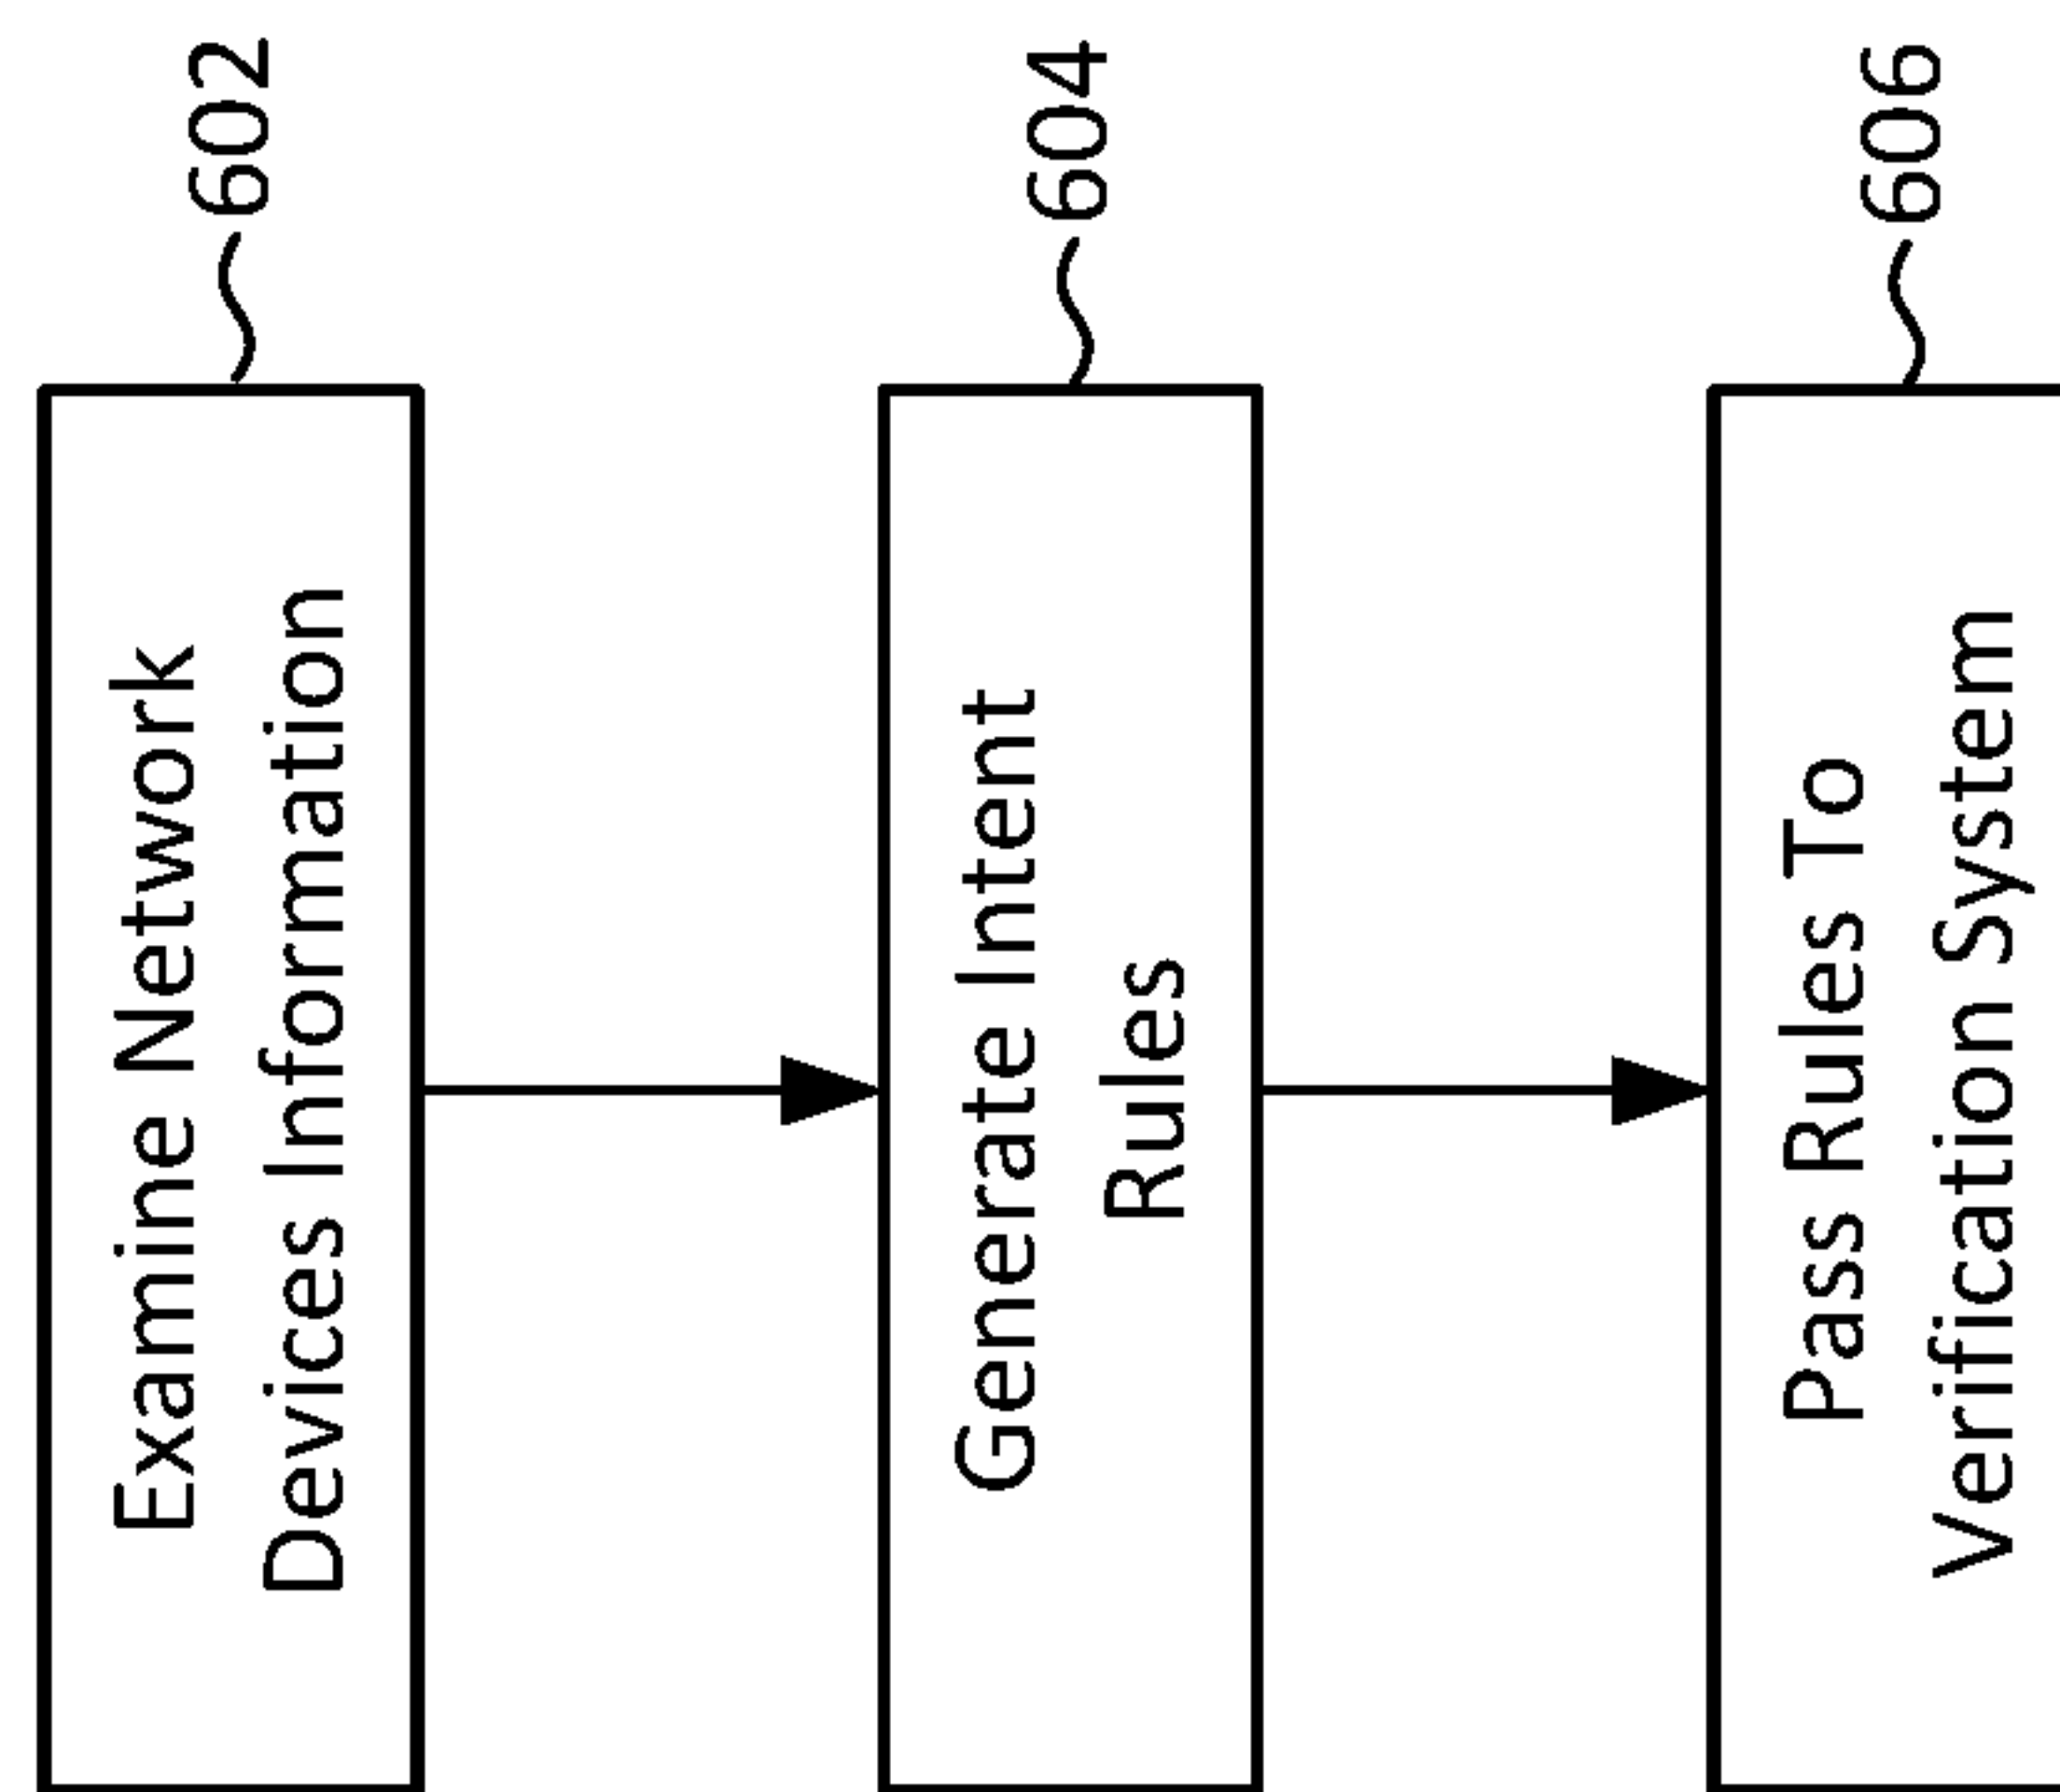 Examine Network
Devices Information
602
Generate Intent
Rules
604
Pass Rules To
Verification System
606